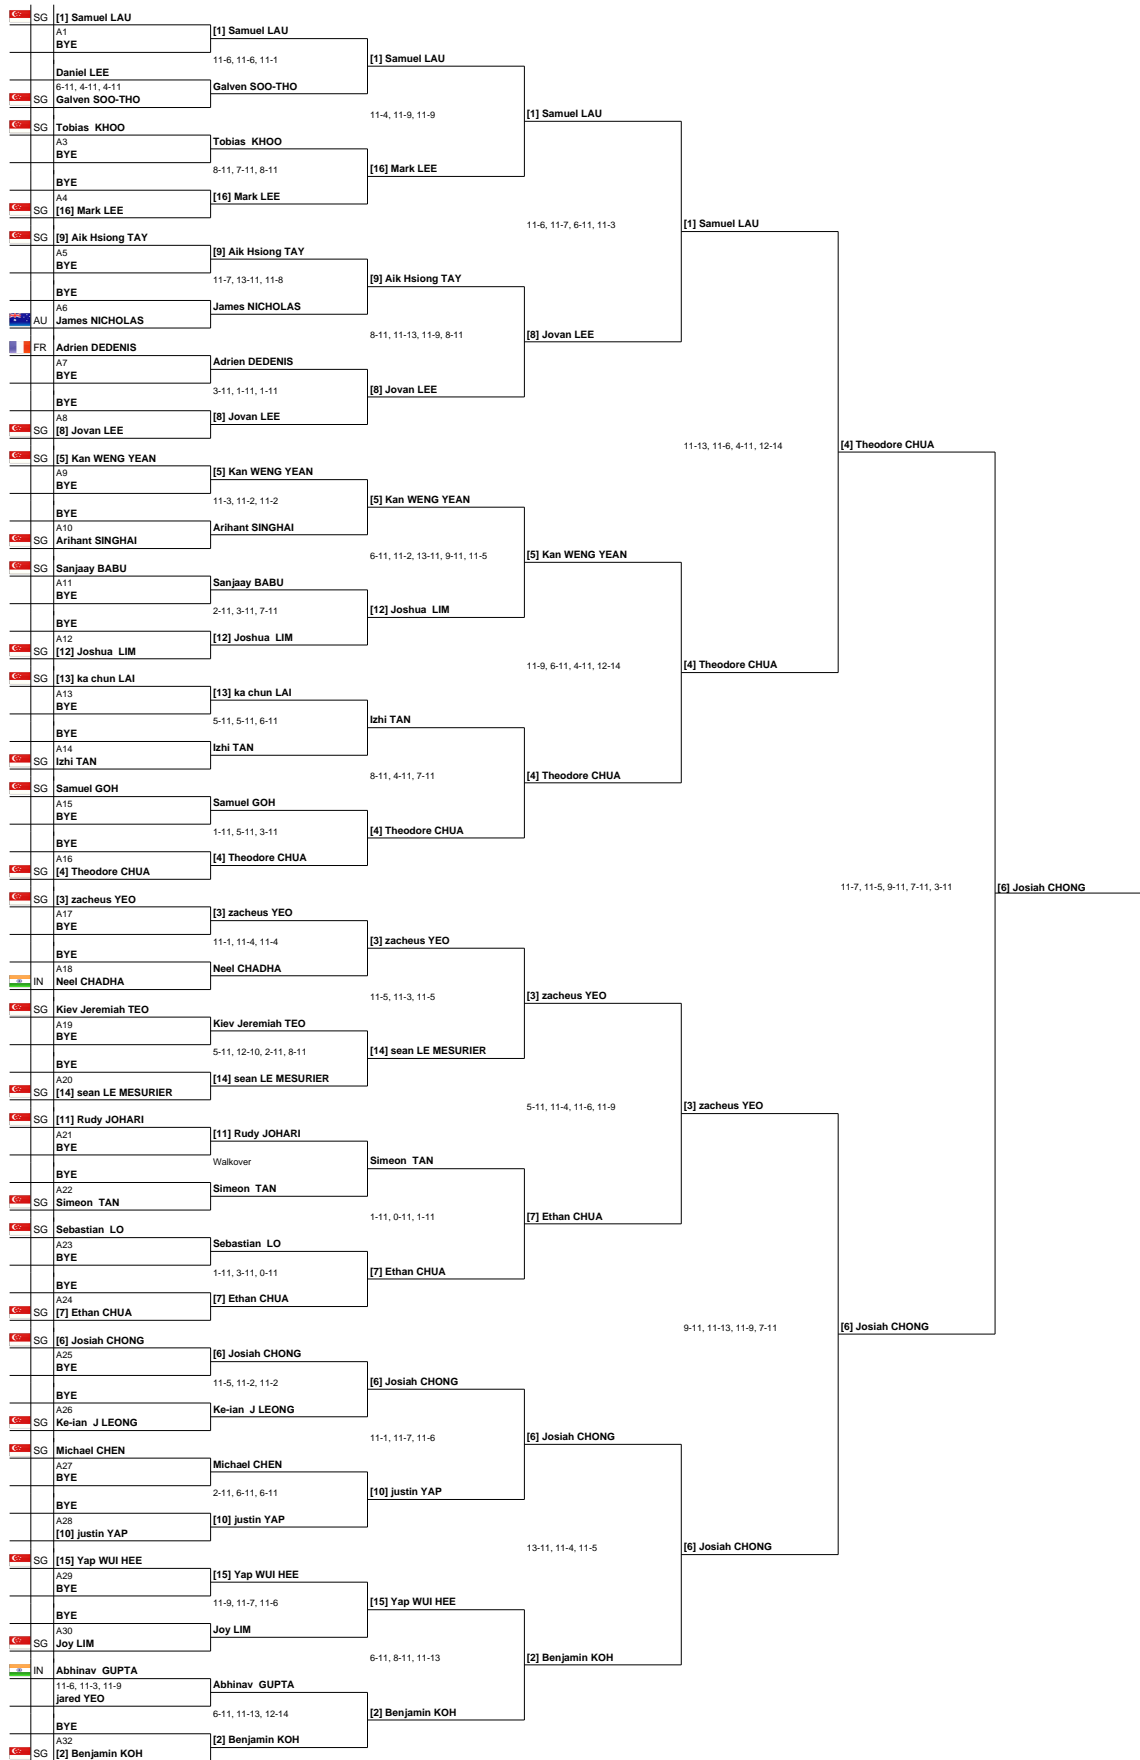 SG [1] Samuel LAU
A1
BYE
[1] Samuel LAU
11-6, 11-6, 11-1
[1] Samuel LAU
Daniel LEE
6-11, 4-11, 4-11
Galven SOO-THO
SG Galven SOO-THO
11-4, 11-9, 11-9
[1] Samuel LAU
SG Tobias KHOO
A3
BYE
Tobias KHOO
8-11, 7-11, 8-11
[16] Mark LEE
BYE
A4
[16] Mark LEE
SG [16] Mark LEE
11-6, 11-7, 6-11, 11-3
[1] Samuel LAU
SG [9] Aik Hsiong TAY
A5
BYE
[9] Aik Hsiong TAY
11-7, 13-11, 11-8
[9] Aik Hsiong TAY
BYE
A6
James NICHOLAS
AU James NICHOLAS
8-11, 11-13, 11-9, 8-11
[8] Jovan LEE
FR Adrien DEDENIS
A7
BYE
Adrien DEDENIS
3-11, 1-11, 1-11
[8] Jovan LEE
BYE
A8
[8] Jovan LEE
SG [8] Jovan LEE
11-13, 11-6, 4-11, 12-14
[4] Theodore CHUA
SG [5] Kan WENG YEAN
A9
BYE
[5] Kan WENG YEAN
11-3, 11-2, 11-2
[5] Kan WENG YEAN
BYE
A10
Arihant SINGHAI
SG Arihant SINGHAI
6-11, 11-2, 13-11, 9-11, 11-5
[5] Kan WENG YEAN
SG Sanjaay BABU
A11
BYE
Sanjaay BABU
2-11, 3-11, 7-11
[12] Joshua LIM
BYE
A12
[12] Joshua LIM
SG [12] Joshua LIM
11-9, 6-11, 4-11, 12-14
[4] Theodore CHUA
SG [13] ka chun LAI
A13
BYE
[13] ka chun LAI
5-11, 5-11, 6-11
Izhi TAN
BYE
A14
Izhi TAN
SG Izhi TAN
8-11, 4-11, 7-11
[4] Theodore CHUA
SG Samuel GOH
A15
BYE
Samuel GOH
1-11, 5-11, 3-11
[4] Theodore CHUA
BYE
A16
[4] Theodore CHUA
SG [4] Theodore CHUA
11-7, 11-5, 9-11, 7-11, 3-11
[6] Josiah CHONG
SG [3] zacheus YEO
A17
BYE
[3] zacheus YEO
11-1, 11-4, 11-4
[3] zacheus YEO
BYE
A18
Neel CHADHA
IN Neel CHADHA
11-5, 11-3, 11-5
[3] zacheus YEO
SG Kiev Jeremiah TEO
A19
BYE
Kiev Jeremiah TEO
5-11, 12-10, 2-11, 8-11
[14] sean LE MESURIER
BYE
A20
[14] sean LE MESURIER
SG [14] sean LE MESURIER
5-11, 11-4, 11-6, 11-9
[3] zacheus YEO
SG [11] Rudy JOHARI
A21
BYE
[11] Rudy JOHARI
Walkover
Simeon TAN
BYE
A22
Simeon TAN
SG Simeon TAN
1-11, 0-11, 1-11
[7] Ethan CHUA
SG Sebastian LO
A23
BYE
Sebastian LO
1-11, 3-11, 0-11
[7] Ethan CHUA
BYE
A24
[7] Ethan CHUA
SG [7] Ethan CHUA
9-11, 11-13, 11-9, 7-11
[6] Josiah CHONG
SG [6] Josiah CHONG
A25
BYE
[6] Josiah CHONG
11-5, 11-2, 11-2
[6] Josiah CHONG
BYE
A26
Ke-ian J LEONG
SG Ke-ian J LEONG
11-1, 11-7, 11-6
[6] Josiah CHONG
SG Michael CHEN
A27
BYE
Michael CHEN
2-11, 6-11, 6-11
[10] justin YAP
BYE
A28
[10] justin YAP
[10] justin YAP
13-11, 11-4, 11-5
[6] Josiah CHONG
SG [15] Yap WUI HEE
A29
BYE
[15] Yap WUI HEE
11-9, 11-7, 11-6
[15] Yap WUI HEE
BYE
A30
Joy LIM
SG Joy LIM
6-11, 8-11, 11-13
[2] Benjamin KOH
IN Abhinav GUPTA
11-6, 11-3, 11-9
jared YEO
Abhinav GUPTA
6-11, 11-13, 12-14
[2] Benjamin KOH
BYE
A32
[2] Benjamin KOH
SG [2] Benjamin KOH